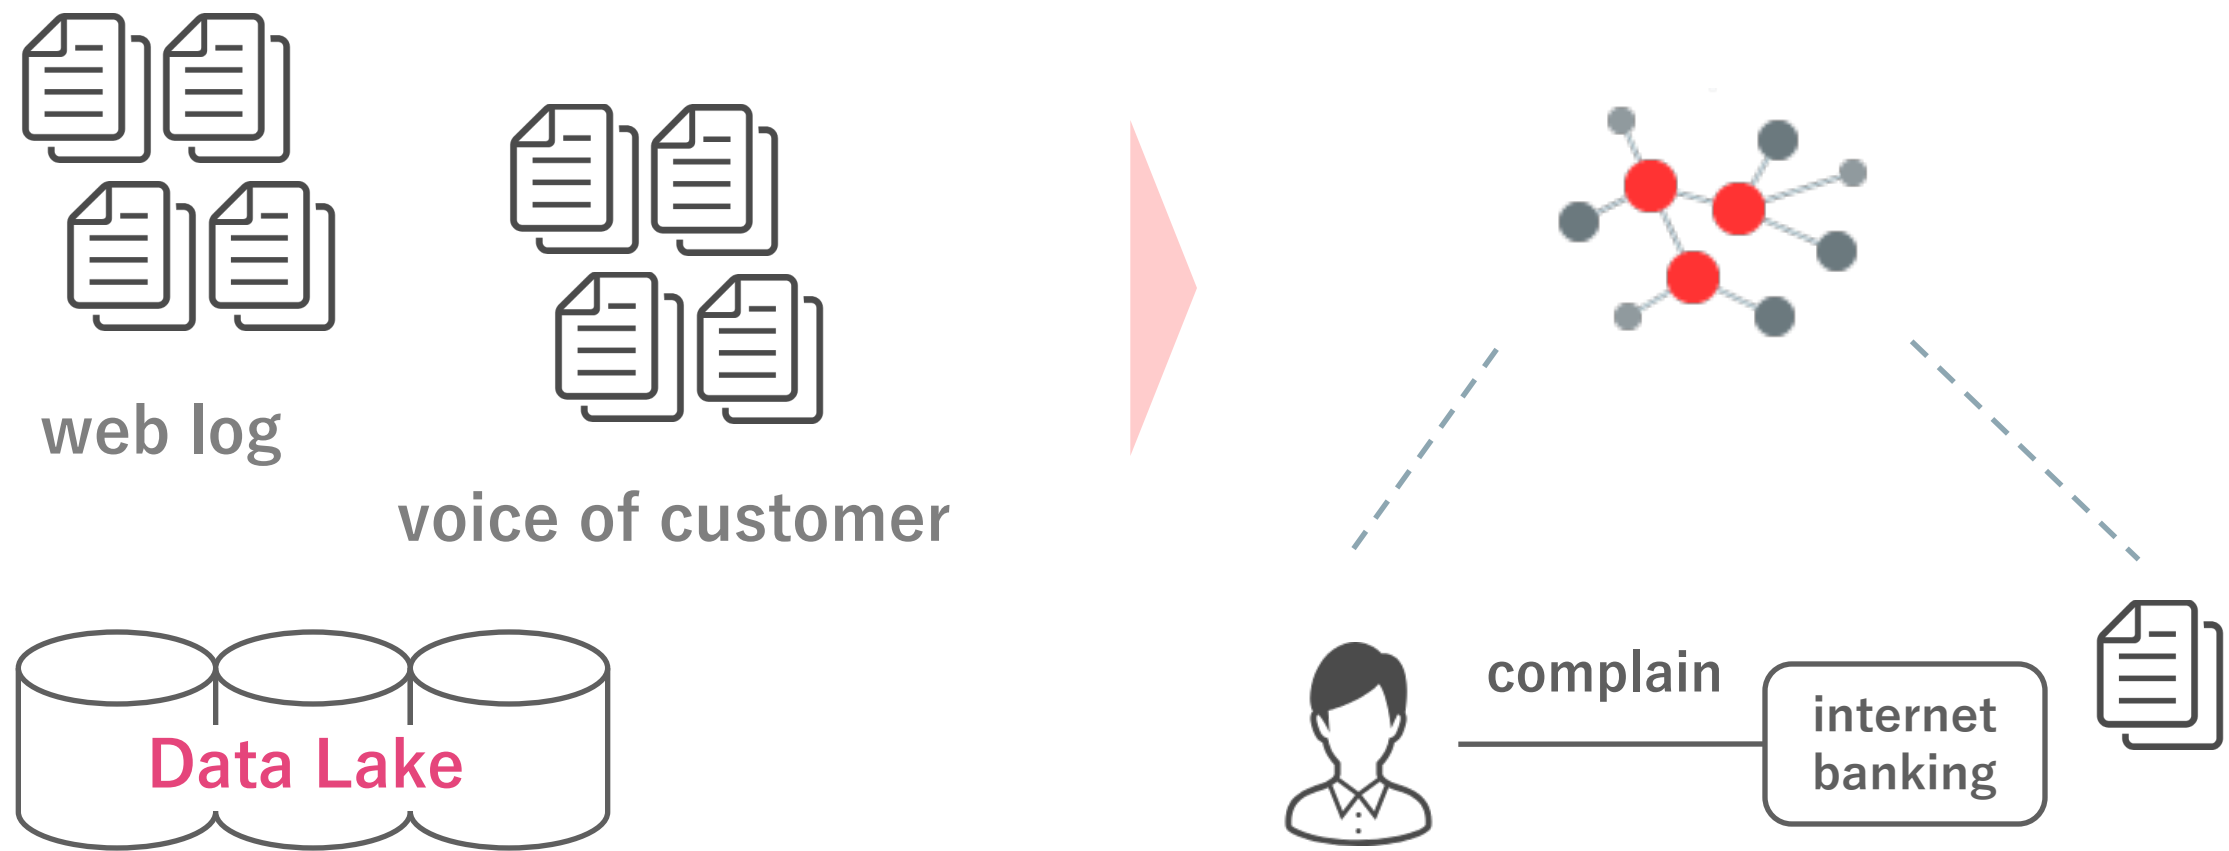 web log
voice of customer
Data Lake
complain
internet
banking